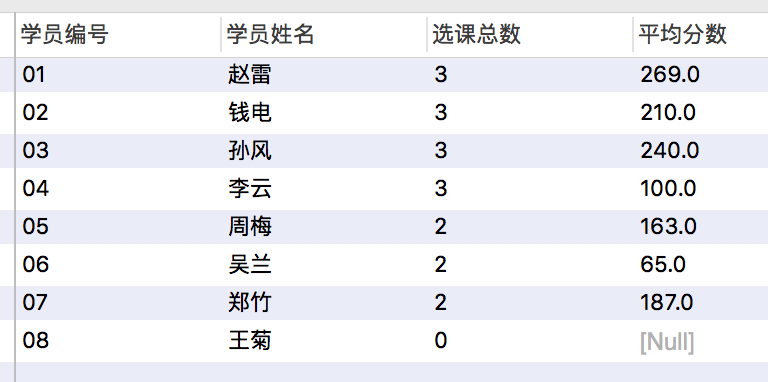 学员编号 学员姓名 选课总数 平均分数
01 赵雷 3 269.0
02 钱电 3 210.0
03 孙风 3 240.0
04 李云 3 100.0
05 周梅 2 163.0
06 吴兰 2 65.0
07 郑竹 2 187.0
08 王菊 0 [Null]